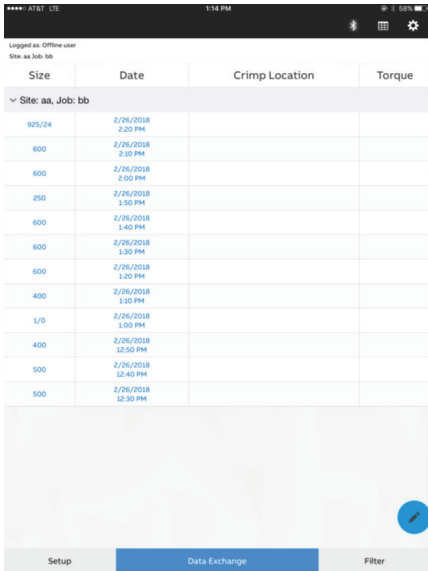 AT&T LTE 1:14 PM 58%
Logged as: Offline user
Site: aa Job: bb
Size Date Crimp Location Torque
Site: aa, Job: bb
925/24 2/26/2018
2:20 PM
600 2/26/2018
2:10 PM
600 2/26/2018
2:00 PM
250 2/26/2018
1:50 PM
600 2/26/2018
1:40 PM
600 2/26/2018
1:30 PM
600 2/26/2018
1:20 PM
400 2/26/2018
1:10 PM
1/0 2/26/2018
1:00 PM
400 2/26/2018
12:50 PM
500 2/26/2018
12:40 PM
500 2/26/2018
12:30 PM
Setup Data Exchange Filter